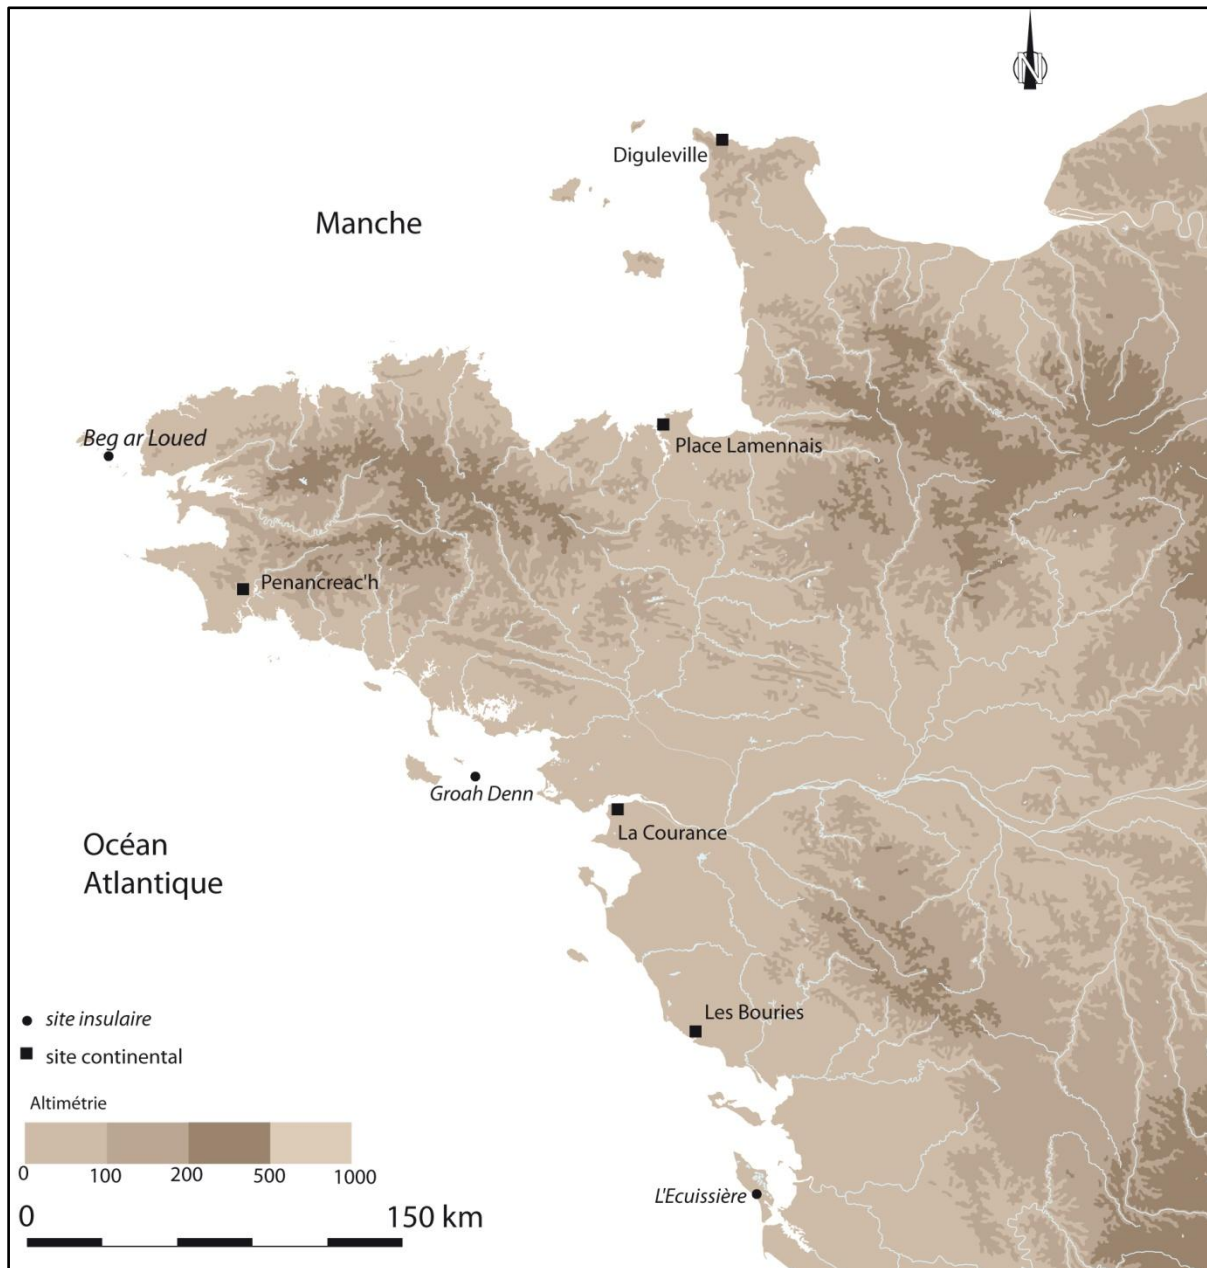 N
Diguleville
Manche
Beg ar Loued
Place Lamennais
Penancreac'h
Groah Denn
La Courance
Océan
Atlantique
Les Bouries
site insulaire
site continental
Altimétrie
0 100 200 500 1000
L'Ecuissière
0 150 km